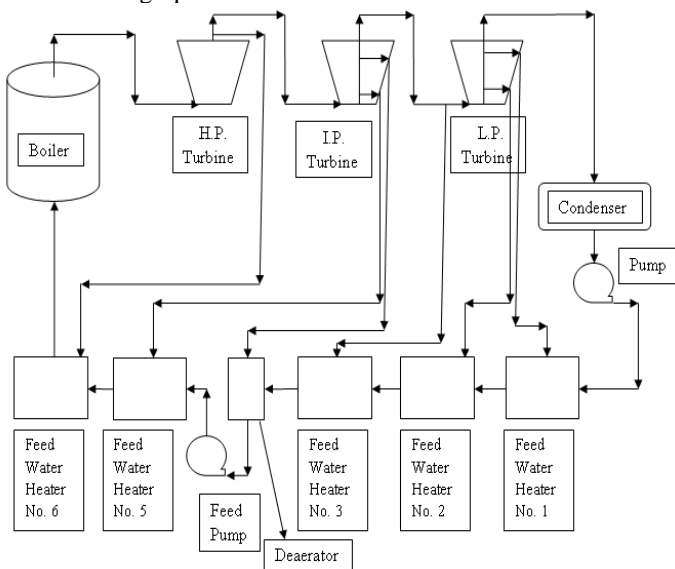 Boiler
H.P.
Turbine
I.P.
Turbine
L.P.
Turbine
Condenser
Pump
Feed
Water
Heater
No. 6
Feed
Water
Heater
No. 5
Feed
Pump
Feed
Water
Heater
No. 3
Feed
Water
Heater
No. 2
Feed
Water
Heater
No. 1
Deaerator